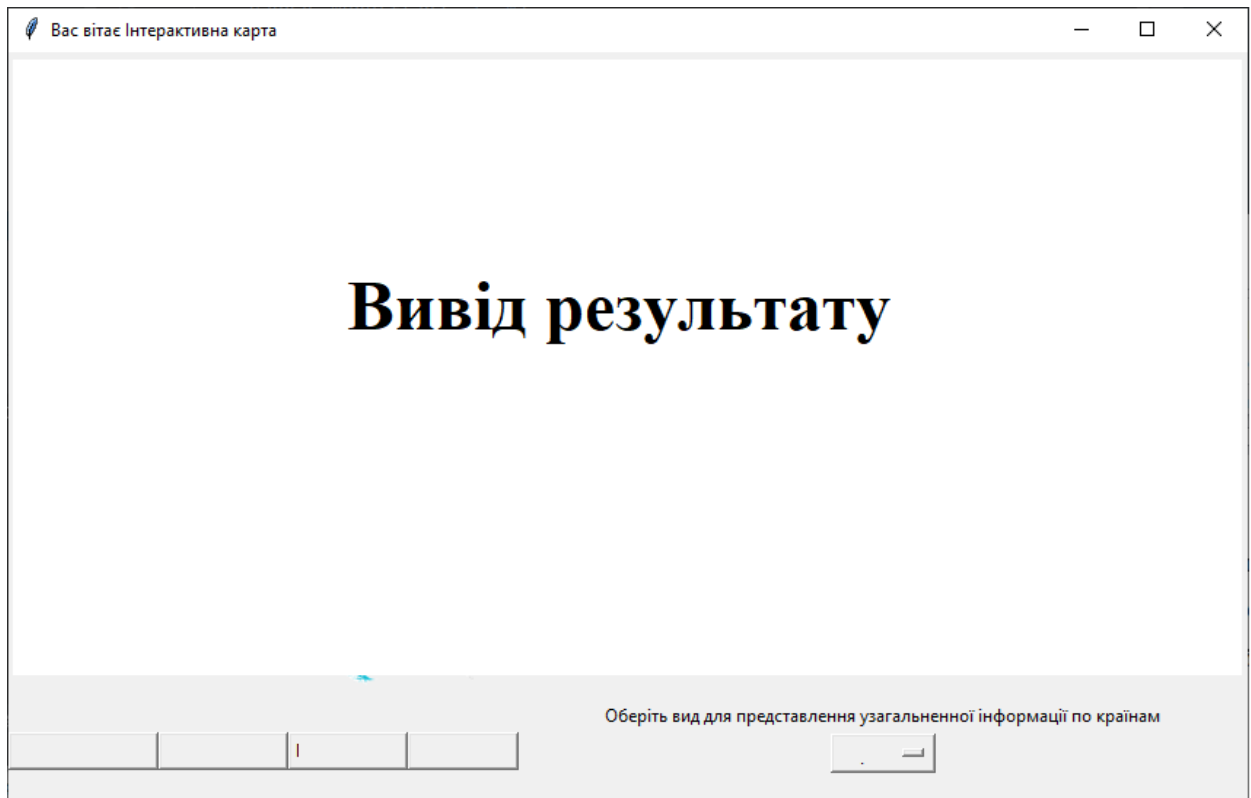 Вас вітає Інтерактивна карта
Вивід результату
Оберіть вид для представлення узагальненної інформації по країнам